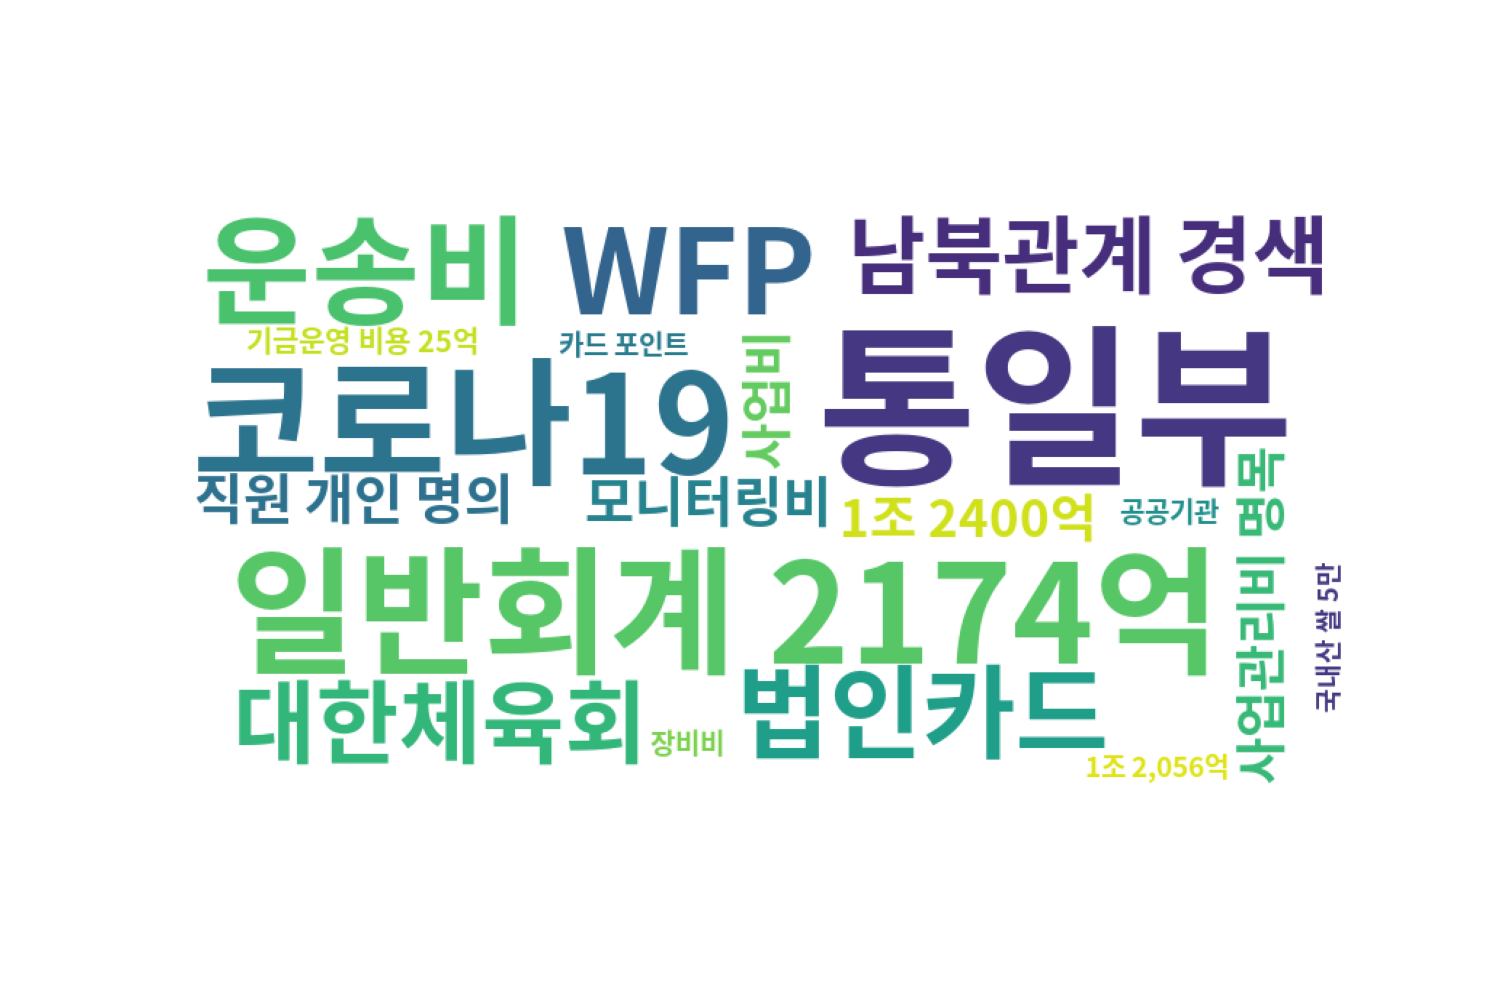 운송비
WFP
남북관계 경색
기금운영 비용 25억
카드 포인트
사업비
코로나19
통일부
직원 개인 명의
모니터링비
1조 2400억
공공기관
사업관리비 명목
일반회계 2174억
국내산 쌀 5만
대한체육회
장비비
법인카드
1조 2,056억